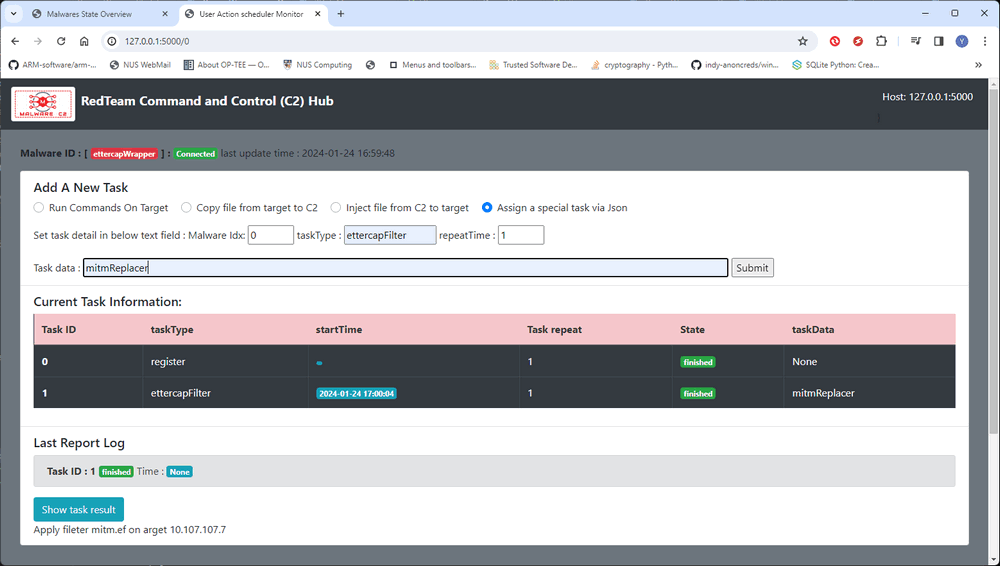 Malwares State Overview
User Action scheduler Monitor
127.0.0.1:5000/0
Y
ARM-software/arm-...
NUS WebMail
About OP-TEE — O...
NUS Computing
Menus and toolbars...
Trusted Software De...
cryptography - Pyth...
indy-anoncreds/win...
SQLite Python: Crea...
MALWARE C2
RedTeam Command and Control (C2) Hub
Host: 127.0.0.1:5000
Malware ID : [ ettercapWrapper ] : Connected last update time : 2024-01-24 16:59:48
Add A New Task
Run Commands On Target Copy file from target to C2 Inject file from C2 to target Assign a special task via Json
Set task detail in below text field : Malware Idx: 0 taskType : ettercapFilter repeatTime : 1
Task data : mitmReplacer Submit
Current Task Information:
Task ID taskType startTime Task repeat State taskData
0 register 1 finished None
1 ettercapFilter 2024-01-24 17:00:04 1 finished mitmReplacer
Last Report Log
Task ID : 1 finished Time : None
Show task result
Apply fileter mitm.ef on arget 10.107.107.7